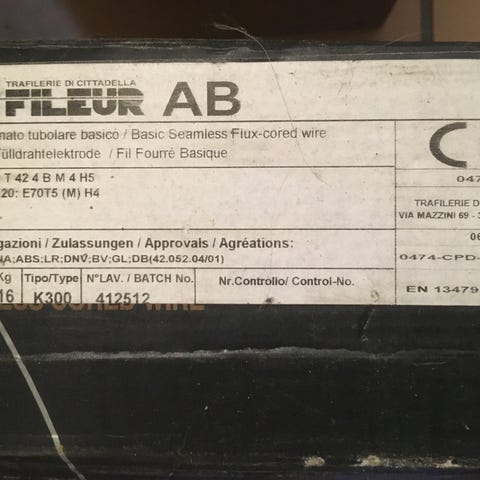 TRAFILERIE DI CITTADELLA
FILEUR AB
nato tubolare basico / Basic Seamless Flux-cored wire
ülldrahtelektrode / Fil Fourré Basique
T 42 4 B M 4 H5
20: E70T5 (M) H4
gazioni / Zulassungen / Approvals / Agréations:
NA;ABS;LR;DNV;BV;GL;DB(42.052.04/01)
Kg Tipo/Type N°LAV. / BATCH No. Nr.Controllo/ Control-No.
16 K300 412512
C
047
TRAFILERIE D
VIA MAZZINI 69 - 3
06
0474-CPD-
EN 13479